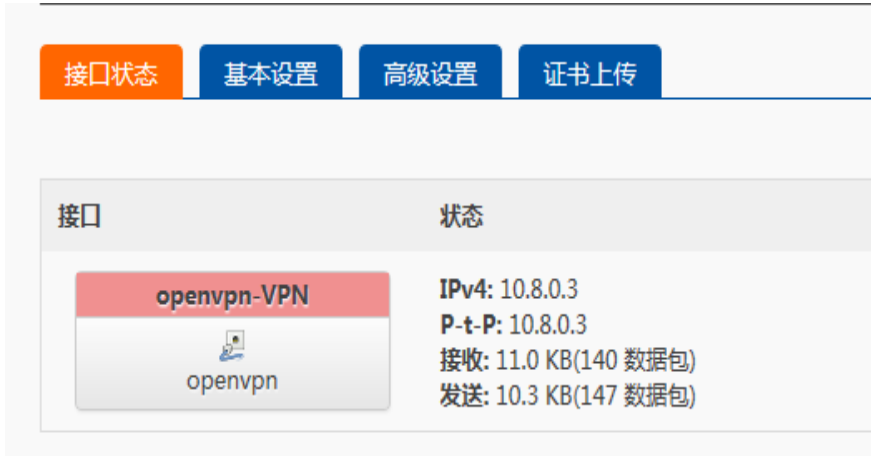 接口状态 基本设置 高级设置 证书上传
接口 状态
openvpn-VPN
openvpn
IPv4: 10.8.0.3
P-t-P: 10.8.0.3
接收: 11.0 KB(140 数据包)
发送: 10.3 KB(147 数据包)